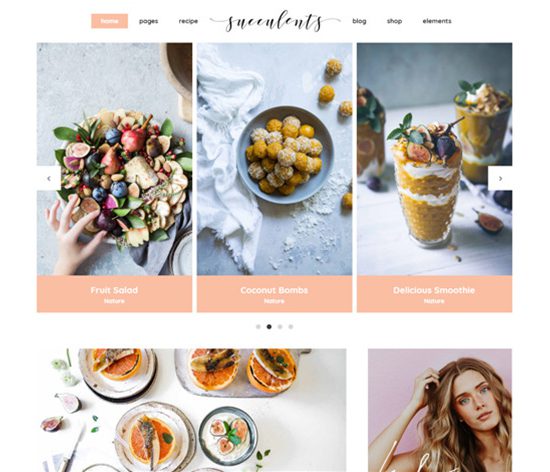 home
pages
recipe
succulents
blog
shop
elements
Fruit Salad
Nature
Coconut Bombs
Nature
Delicious Smoothie
Nature